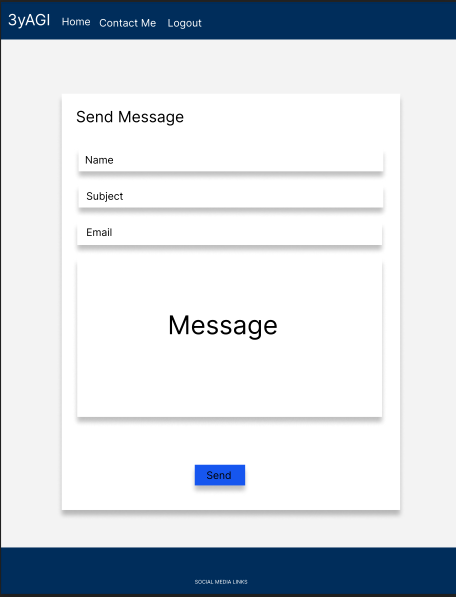 3yAGI Home Contact Me Logout
Send Message
Name
Subject
Email
Message
Send
SOCIAL MEDIA LINKS